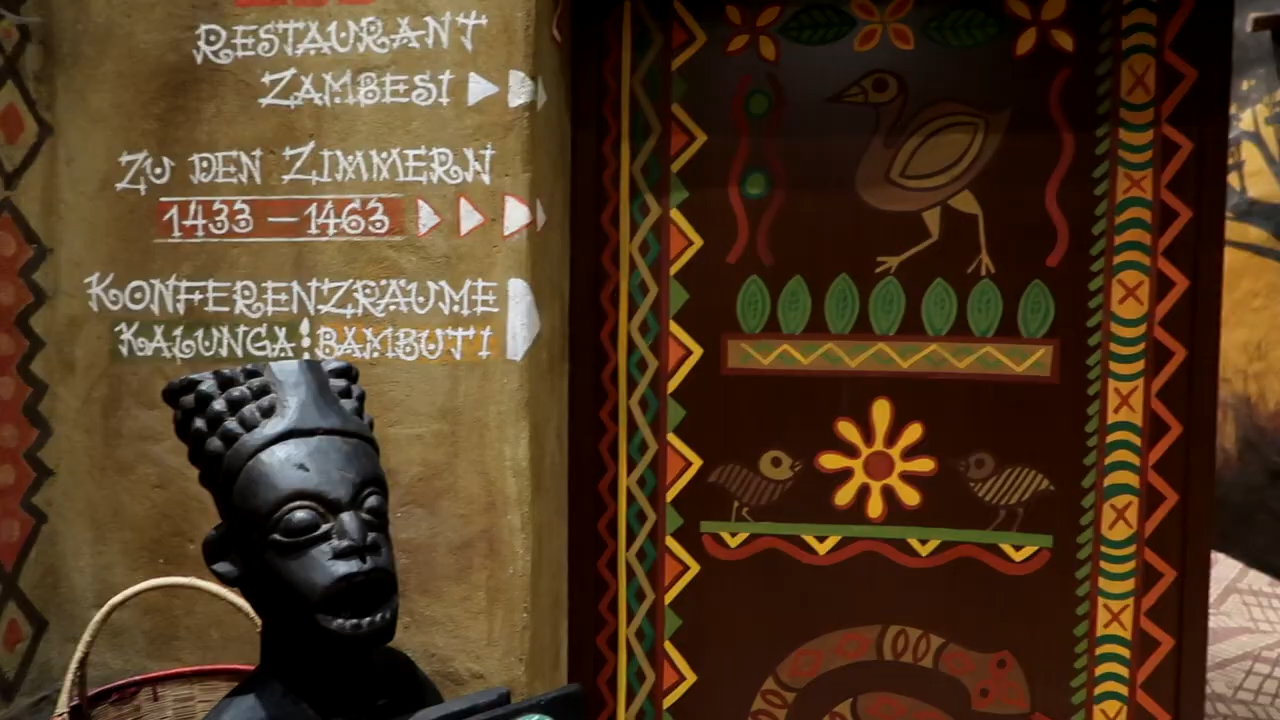 RESTAURANT
ZAMBESI
ZU DEN ZIMMERN
1433 – 1463
KONFERENZRÄUME
KALUNGA BAMBUTI